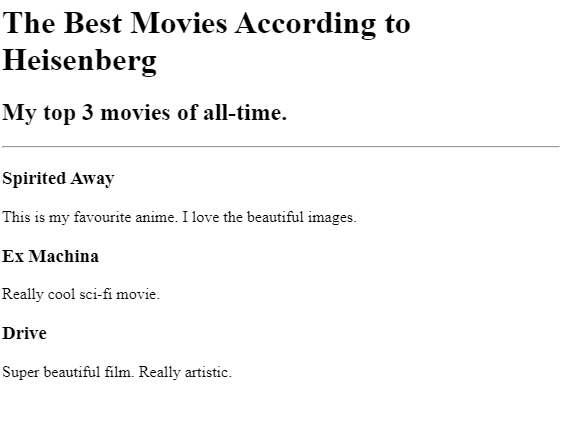 The Best Movies According to
Heisenberg
My top 3 movies of all-time.
Spirited Away
This is my favourite anime. I love the beautiful images.
Ex Machina
Really cool sci-fi movie.
Drive
Super beautiful film. Really artistic.